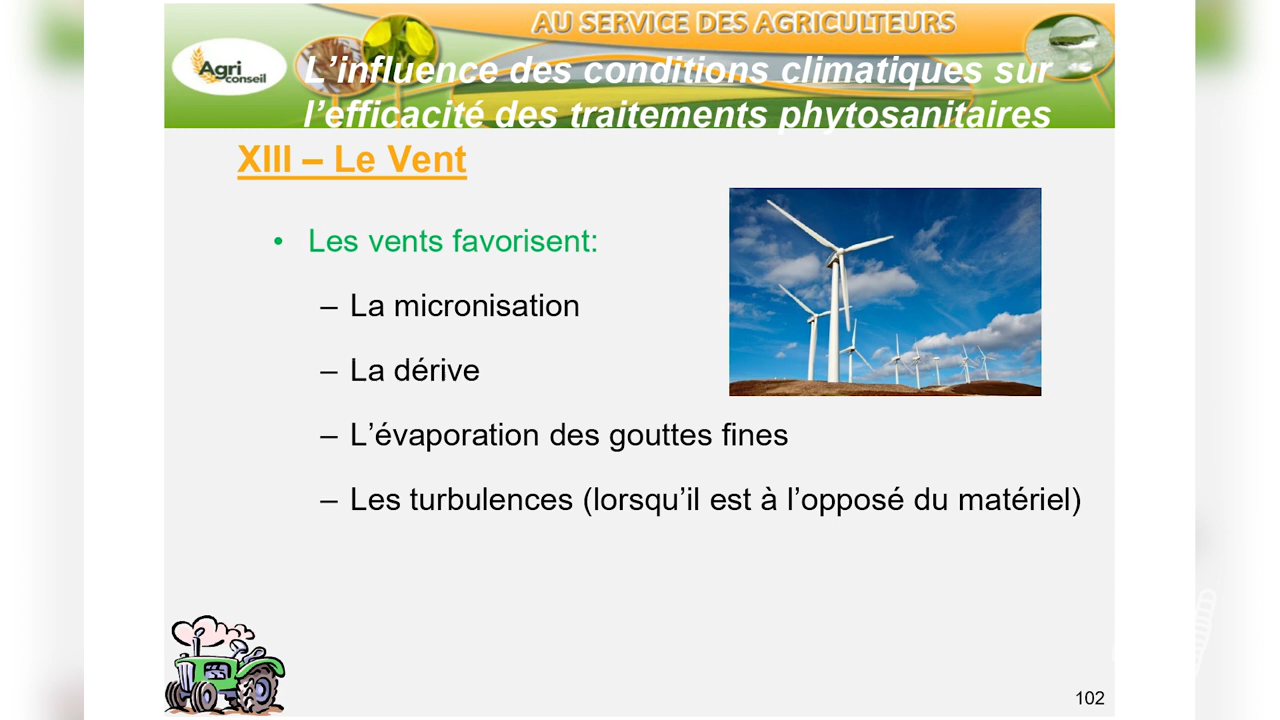 AU SERVICE DES AGRICULTEURS
Agri
conseil
L’influence des conditions climatiques sur
l’efficacité des traitements phytosanitaires
XIII – Le Vent
• Les vents favorisent:
– La micronisation
– La dérive
– L’évaporation des gouttes fines
– Les turbulences (lorsqu’il est à l’opposé du matériel)
102